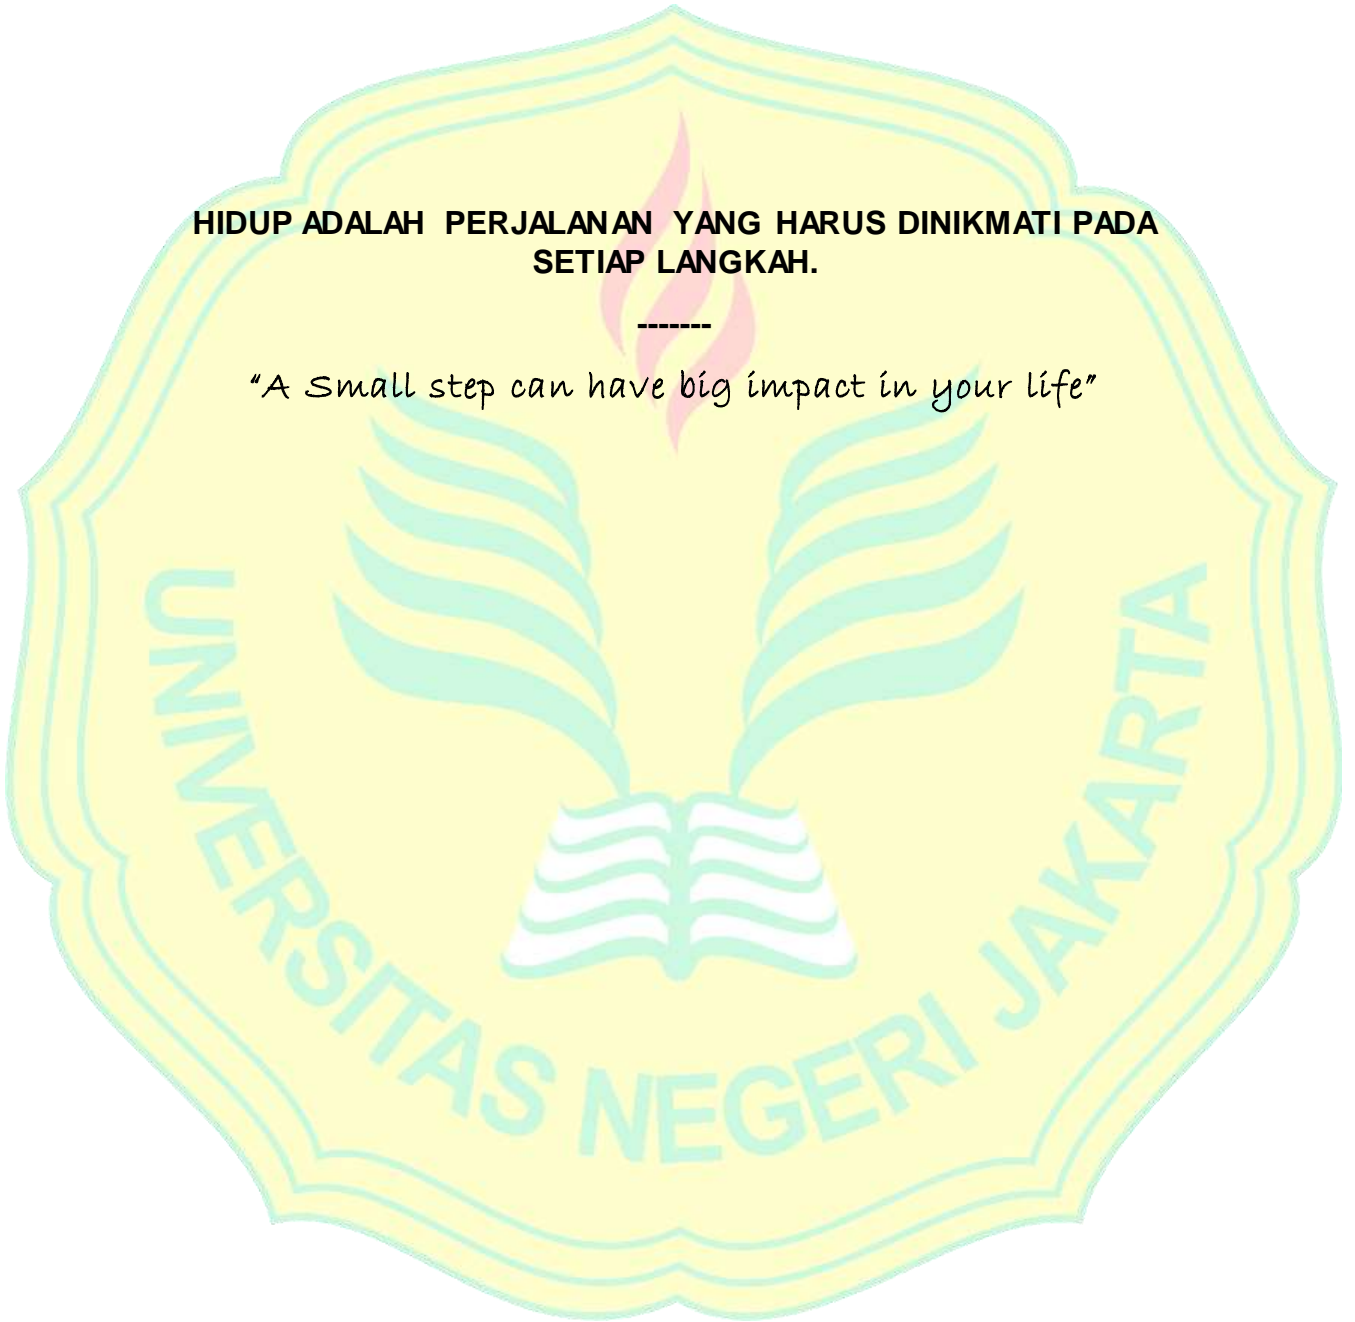 HIDUP ADALAH PERJALANAN YANG HARUS DINIKMATI PADA
SETIAP LANGKAH.
-------
“A Small step can have big impact in your life”
UNIVERSITAS NEGERI JAKARTA